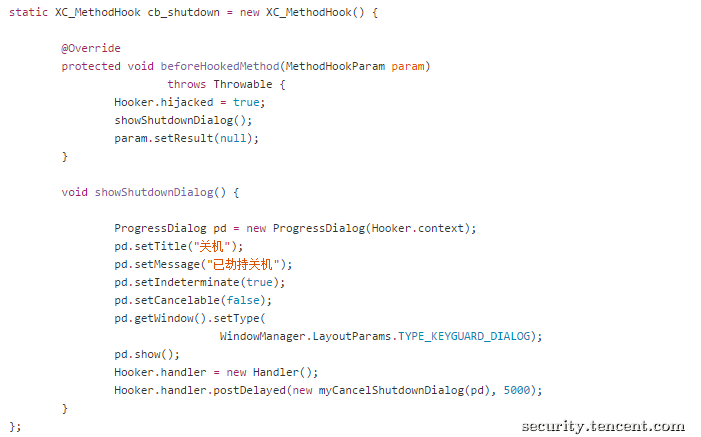 static XC_MethodHook cb_shutdown = new XC_MethodHook() {
@Override
protected void beforeHookedMethod(MethodHookParam param)
throws Throwable {
Hooker.hijacked = true;
showShutdownDialog();
param.setResult(null);
}
void showShutdownDialog() {
ProgressDialog pd = new ProgressDialog(Hooker.context);
pd.setTitle("关机");
pd.setMessage("已劫持关机");
pd.setIndeterminate(true);
pd.setCancelable(false);
pd.getWindow().setType(
WindowManager.LayoutParams.TYPE_KEYGUARD_DIALOG);
pd.show();
Hooker.handler = new Handler();
Hooker.handler.postDelayed(new myCancelShutdownDialog(pd), 5000);
}
};
security.tencent.com